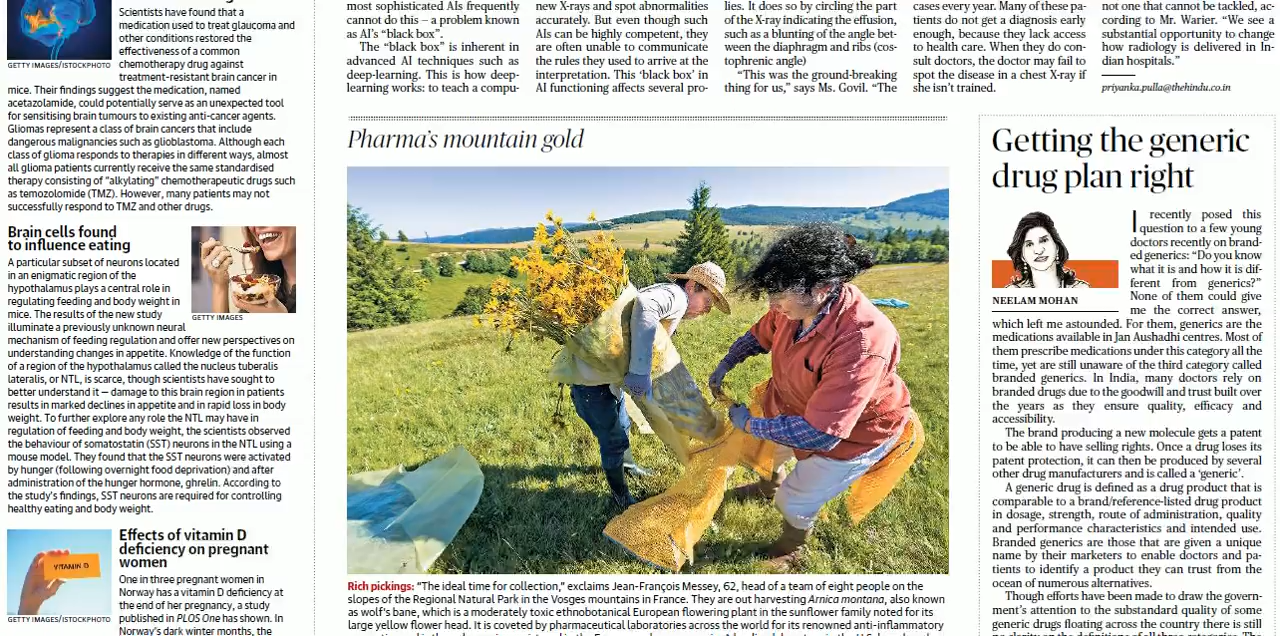 Scientists have found that a
medication used to treat glaucoma and
other conditions restored the
effectiveness of a common
chemotherapy drug against
treatment-resistant brain cancer in
GETTY IMAGES/ISTOCKPHOTO
mice. Their findings suggest the medication, named
acetazolamide, could potentially serve as an unexpected tool
for sensitising brain tumours to existing anti-cancer agents.
Gliomas represent a class of brain cancers that include
dangerous malignancies such as glioblastoma. Although each
class of glioma responds to therapies in different ways, almost
all glioma patients currently receive the same standardised
therapy consisting of “alkylating” chemotherapeutic drugs such
as temozolomide (TMZ). However, many patients may not
successfully respond to TMZ and other drugs.
Brain cells found
to influence eating
A particular subset of neurons located
in an enigmatic region of the
hypothalamus plays a central role in
regulating feeding and body weight in
mice. The results of the new study
illuminate a previously unknown neural
GETTY IMAGES
mechanism of feeding regulation and offer new perspectives on
understanding changes in appetite. Knowledge of the function
of a region of the hypothalamus called the nucleus tuberalis
lateralis, or NTL, is scarce, though scientists have sought to
better understand it — damage to this brain region in patients
results in marked declines in appetite and in rapid loss in body
weight. To further explore any role the NTL may have in
regulation of feeding and body weight, the scientists observed
the behaviour of somatostatin (SST) neurons in the NTL using a
mouse model. They found that the SST neurons were activated
by hunger (following overnight food deprivation) and after
administration of the hunger hormone, ghrelin. According to
the study's findings, SST neurons are required for controlling
healthy eating and body weight.
VITAMIN D
GETTY IMAGES/ISTOCKPHOTO
Effects of vitamin D
deficiency on pregnant
women
One in three pregnant women in
Norway has a vitamin D deficiency at
the end of her pregnancy, a study
published in PLOS One has shown. In
Norway's dark winter months, the
most sophisticated AIs frequently
cannot do this – a problem known
as AI's “black box”.
The “black box” is inherent in
advanced AI techniques such as
deep-learning. This is how deep-
learning works: to teach a compu-
new X-rays and spot abnormalities
accurately. But even though such
AIs can be highly competent, they
are often unable to communicate
the rules they used to arrive at the
interpretation. This ‘black box’ in
AI functioning affects several pro-
lies. It does so by circling the part
of the X-ray indicating the effusion,
such as a blunting of the angle bet-
ween the diaphragm and ribs (cos-
tophrenic angle)
“This was the ground-breaking
thing for us,” says Ms. Govil. “The
cases every year. Many of these pa-
tients do not get a diagnosis early
enough, because they lack access
to health care. When they do con-
sult doctors, the doctor may fail to
spot the disease in a chest X-ray if
she isn't trained.
not one that cannot be tackled, ac-
cording to Mr. Warier. “We see a
substantial opportunity to change
how radiology is delivered in In-
dian hospitals.”
priyanka.pulla@thehindu.co.in
Pharma's mountain gold
Rich pickings: “The ideal time for collection,” exclaims Jean-François Messey, 62, head of a team of eight people on the
slopes of the Regional Natural Park in the Vosges mountains in France. They are out harvesting Arnica montana, also known
as wolf's bane, which is a moderately toxic ethnobotanical European flowering plant in the sunflower family noted for its
large yellow flower head. It is coveted by pharmaceutical laboratories across the world for its renowned anti-inflammatory
Getting the generic
drug plan right
NEELAM MOHAN
I recently posed this
question to a few young
doctors recently on brand-
ed generics: “Do you know
what it is and how it is dif-
ferent from generics?”
None of them could give
me the correct answer,
which left me astounded. For them, generics are the
medications available in Jan Aushadhi centres. Most of
them prescribe medications under this category all the
time, yet are still unaware of the third category called
branded generics. In India, many doctors rely on
branded drugs due to the goodwill and trust built over
the years as they ensure quality, efficacy and
accessibility.
The brand producing a new molecule gets a patent
to be able to have selling rights. Once a drug loses its
patent protection, it can then be produced by several
other drug manufacturers and is called a ‘generic’.
A generic drug is defined as a drug product that is
comparable to a brand/reference-listed drug product
in dosage, strength, route of administration, quality
and performance characteristics and intended use.
Branded generics are those that are given a unique
name by their marketers to enable doctors and pa-
tients to identify a product they can trust from the
ocean of numerous alternatives.
Though efforts have been made to draw the govern-
ment's attention to the substandard quality of some
generic drugs floating across the country there is still